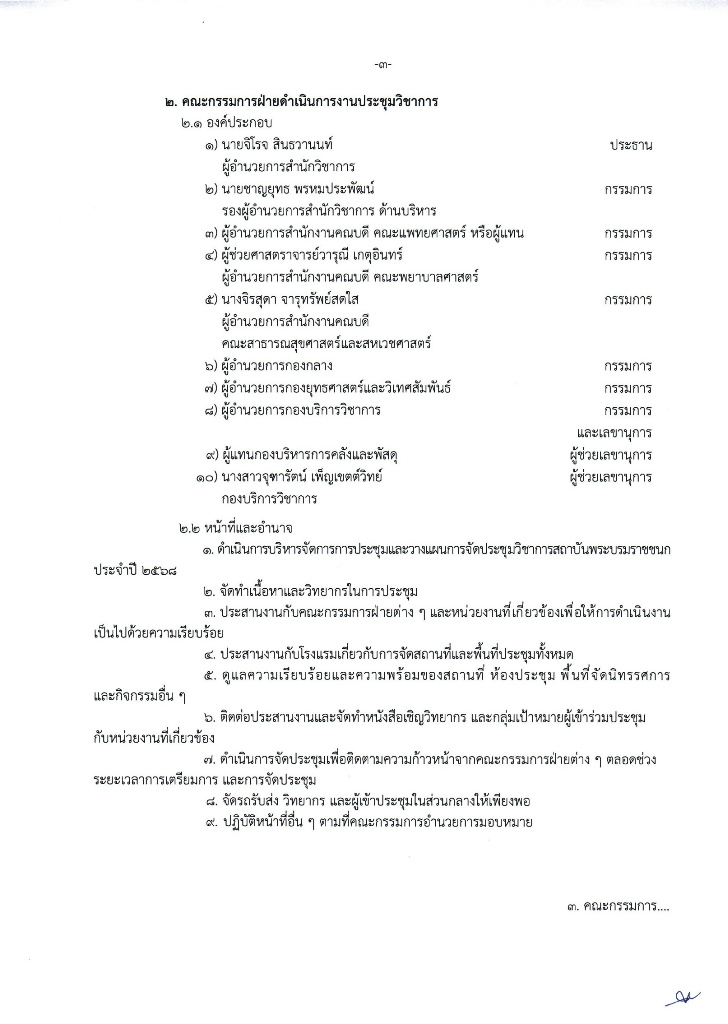 -๓-
๒. คณะกรรมการฝ่ายดำเนินการงานประชุมวิชาการ
๒.๑ องค์ประกอบ
๑) นายจิโรจ สินธวานนท์ ประธาน
ผู้อำนวยการสำนักวิชาการ
๒) นายชาญยุทธ พรหมประพัฒน์ กรรมการ
รองผู้อำนวยการสำนักวิชาการ ด้านบริหาร
๓) ผู้อำนวยการสำนักงานคณบดี คณะแพทยศาสตร์ หรือผู้แทน กรรมการ
๔) ผู้ช่วยศาสตราจารย์วารุณี เกตุอินทร์ กรรมการ
ผู้อำนวยการสำนักงานคณบดี คณะพยาบาลศาสตร์
๕) นางจิรสุดา จารุทรัพย์สดใส กรรมการ
ผู้อำนวยการสำนักงานคณบดี
คณะสาธารณสุขศาสตร์และสหเวชศาสตร์
๖) ผู้อำนวยการกองกลาง กรรมการ
๗) ผู้อำนวยการกองยุทธศาสตร์และวิเทศสัมพันธ์ กรรมการ
๘) ผู้อำนวยการกองบริการวิชาการ กรรมการ
และเลขานุการ
๙) ผู้แทนกองบริหารการคลังและพัสดุ ผู้ช่วยเลขานุการ
๑๐) นางสาวจุฑารัตน์ เพ็ญเขตต์วิทย์ ผู้ช่วยเลขานุการ
กองบริการวิชาการ
๒.๒ หน้าที่และอำนาจ
๑. ดำเนินการบริหารจัดการการประชุมและวางแผนการจัดประชุมวิชาการสถาบันพระบรมราชชนก
ประจำปี ๒๕๖๘
๒. จัดทำเนื้อหาและวิทยากรในการประชุม
๓. ประสานงานกับคณะกรรมการฝ่ายต่าง ๆ และหน่วยงานที่เกี่ยวข้องเพื่อให้การดำเนินงาน
เป็นไปด้วยความเรียบร้อย
๔. ประสานงานกับโรงแรมเกี่ยวกับการจัดสถานที่และพื้นที่ประชุมทั้งหมด
๕. ดูแลความเรียบร้อยและความพร้อมของสถานที่ ห้องประชุม พื้นที่จัดนิทรรศการ
และกิจกรรมอื่น ๆ
๖. ติดต่อประสานงานและจัดทำหนังสือเชิญวิทยากร และกลุ่มเป้าหมายผู้เข้าร่วมประชุม
กับหน่วยงานที่เกี่ยวข้อง
๗. ดำเนินการจัดประชุมเพื่อติดตามความก้าวหน้าจากคณะกรรมการฝ่ายต่าง ๆ ตลอดช่วง
ระยะเวลาการเตรียมการ และการจัดประชุม
๘. จัดรถรับส่ง วิทยากร และผู้เข้าประชุมในส่วนกลางให้เพียงพอ
๙. ปฏิบัติหน้าที่อื่น ๆ ตามที่คณะกรรมการอำนวยการมอบหมาย
๓. คณะกรรมการ....